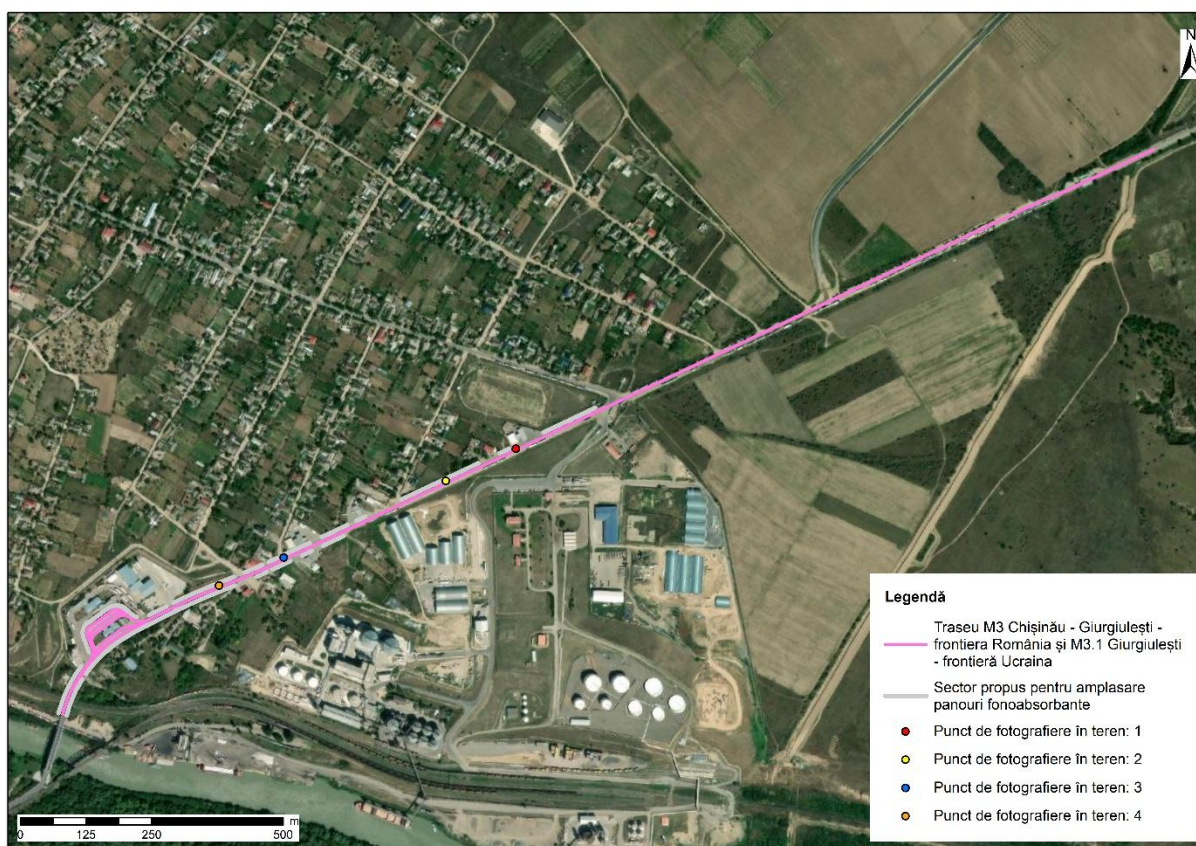 N
Legendă
Traseu M3 Chișinău - Giurgiulești -
frontiera România și M3.1 Giurgiulești
- frontieră Ucraina
Sector propus pentru amplasare
panouri fonoabsorbante
Punct de fotografiere în teren: 1
Punct de fotografiere în teren: 2
Punct de fotografiere în teren: 3
Punct de fotografiere în teren: 4
m
0 125 250 500